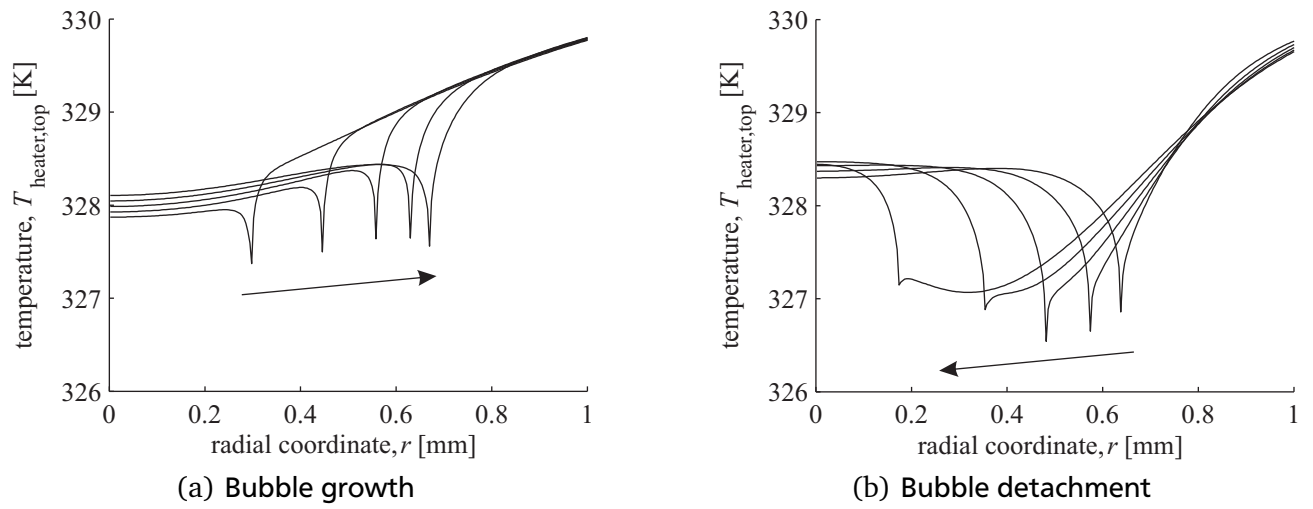 330
329
328
327
326
0 0.2 0.4 0.6 0.8 1
temperature, T heater,top [K]
radial coordinate, r [mm]
(a) Bubble growth
330
329
328
327
326
0 0.2 0.4 0.6 0.8 1
temperature, T heater,top [K]
radial coordinate, r [mm]
(b) Bubble detachment